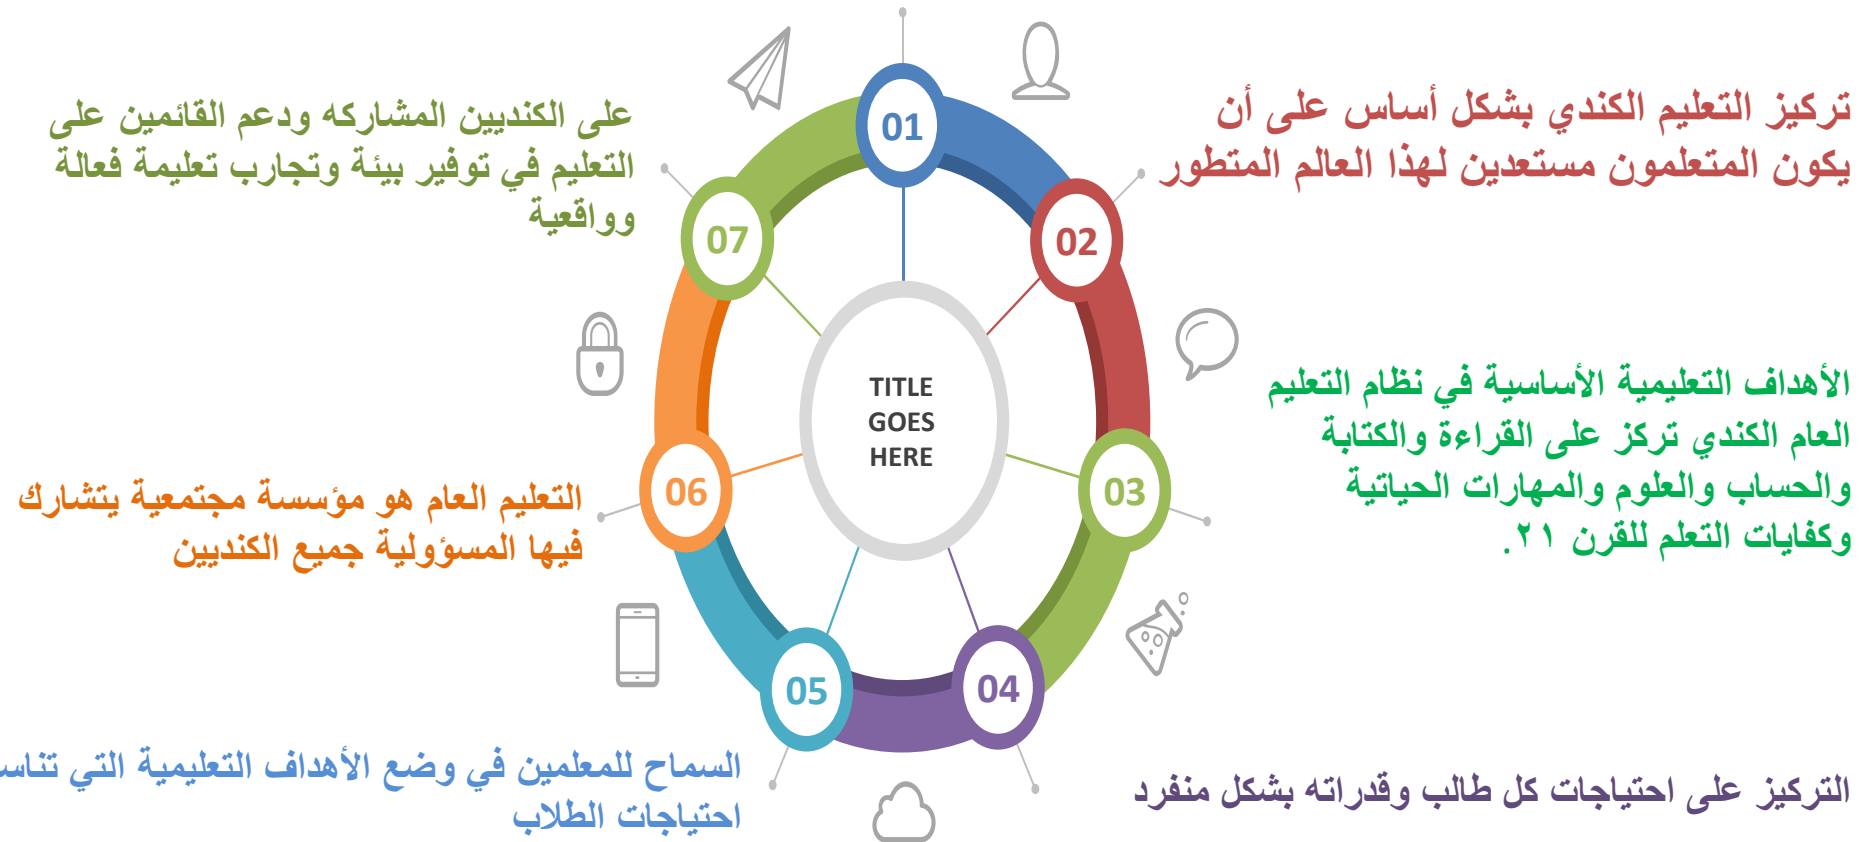 01
تركيز التعليم الكندي بشكل أساس على أن
يكون المتعلمون مستعدين لهذا العالم المتطور
02
الأهداف التعليمية الأساسية في نظام التعليم
العام الكندي تركز على القراءة والكتابة
والحساب والعلوم والمهارات الحياتية
وكفايات التعلم للقرن ٢١.
03
التركيز على احتياجات كل طالب وقدراته بشكل منفرد
04
السماح للمعلمين في وضع الأهداف التعليمية التي
احتياجات الطلاب
05
التعليم العام هو مؤسسة مجتمعية يتشارك
فيها المسؤولية جميع الكنديين
06
على الكنديين المشاركه ودعم القائمين على
التعليم في توفير بيئة وتجارب تعليمة فعالة
وواقعية
07
TITLE
GOES
HERE